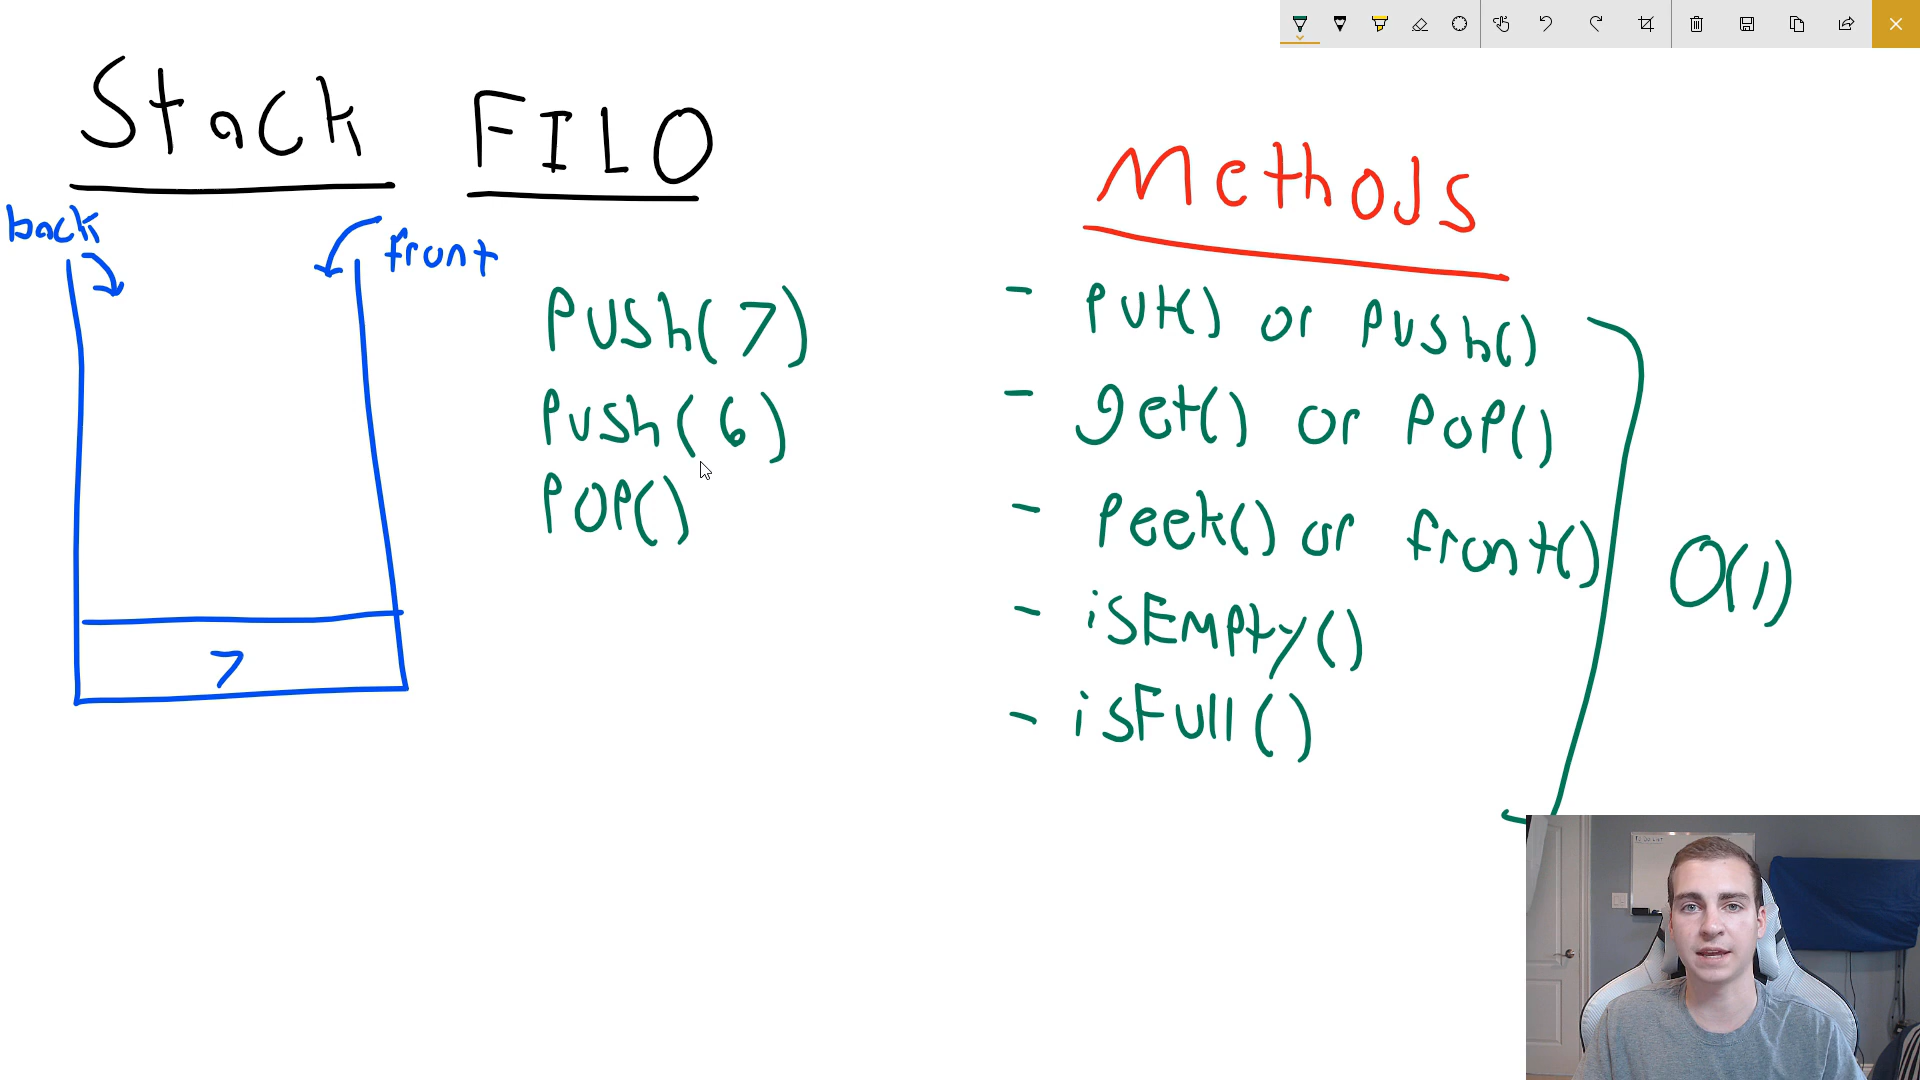 Stack FILO
back
front
Push(7)
Push(6)
POP()
7
Methods
- Put() or Push()
- get() or POP()
- Peek() or front()
- isEmpty()
- isFull()
O(1)